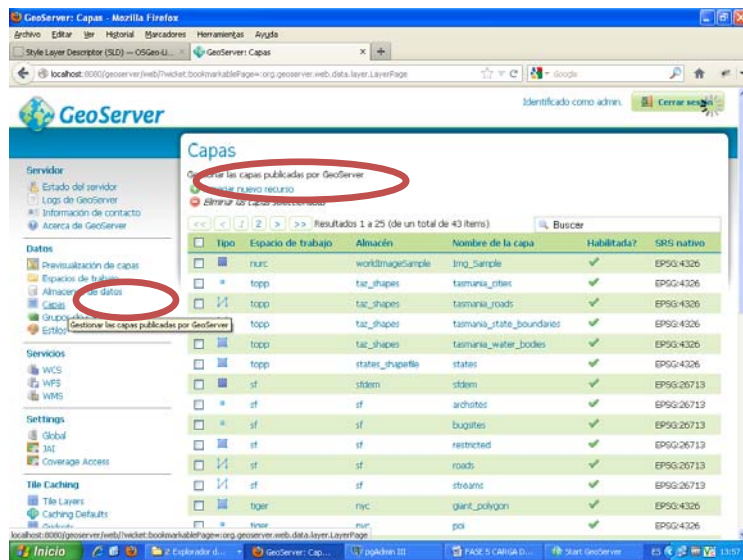 GeoServer: Capas - Mozilla Firefox
Archivo Editar Ver Historial Marcadores Herramientas Ayuda
Style Layer Descriptor (SLD) — OSGeo-Li...
GeoServer: Capas
localhost:8080/geoserver/web/?wicket:bookmarkablePage=:org.geoserver.web.data.layer.LayerPage
Google
GeoServer
Identificado como admin.
Cerrar sesión
Servidor
Estado del servidor
Logs de GeoServer
Información de contacto
Acerca de GeoServer
Datos
Previsualización de capas
Espacios de trabajo
Almacenes de datos
Capas
Gestionar las capas publicadas por GeoServer
Estilos
Servicios
WCS
WFS
WMS
Settings
Global
JAI
Coverage Access
Tile Caching
Tile Layers
Caching Defaults
Gridsets
Capas
Gestionar las capas publicadas por GeoServer
Agregar nuevo recurso
Eliminar las capas seleccionadas
<< < 1 2 > >> Resultados 1 a 25 (de un total de 43 ítems)
Buscar
Tipo Espacio de trabajo Almacén Nombre de la capa Habilitada? SRS nativo
nurc worldImageSample Img_Sample EPSG:4326
topp taz_shapes tasmania_cities EPSG:4326
topp taz_shapes tasmania_roads EPSG:4326
topp taz_shapes tasmania_state_boundaries EPSG:4326
topp taz_shapes tasmania_water_bodies EPSG:4326
topp states_shapefile states EPSG:4326
sf sfdem sfdem EPSG:26713
sf sf archsites EPSG:26713
sf sf bugsites EPSG:26713
sf sf restricted EPSG:26713
sf sf roads EPSG:26713
sf sf streams EPSG:26713
tiger nyc giant_polygon EPSG:4326
tiger nyc poi EPSG:4326
localhost:8080/geoserver/web/?wicket:bookmarkablePage=:org.geoserver.web.data.layer.LayerPage
Inicio
2 Explorador d...
GeoServer: Cap...
pgAdmin III
FASE 5 CARGA D...
Start GeoServer
ES
13:57